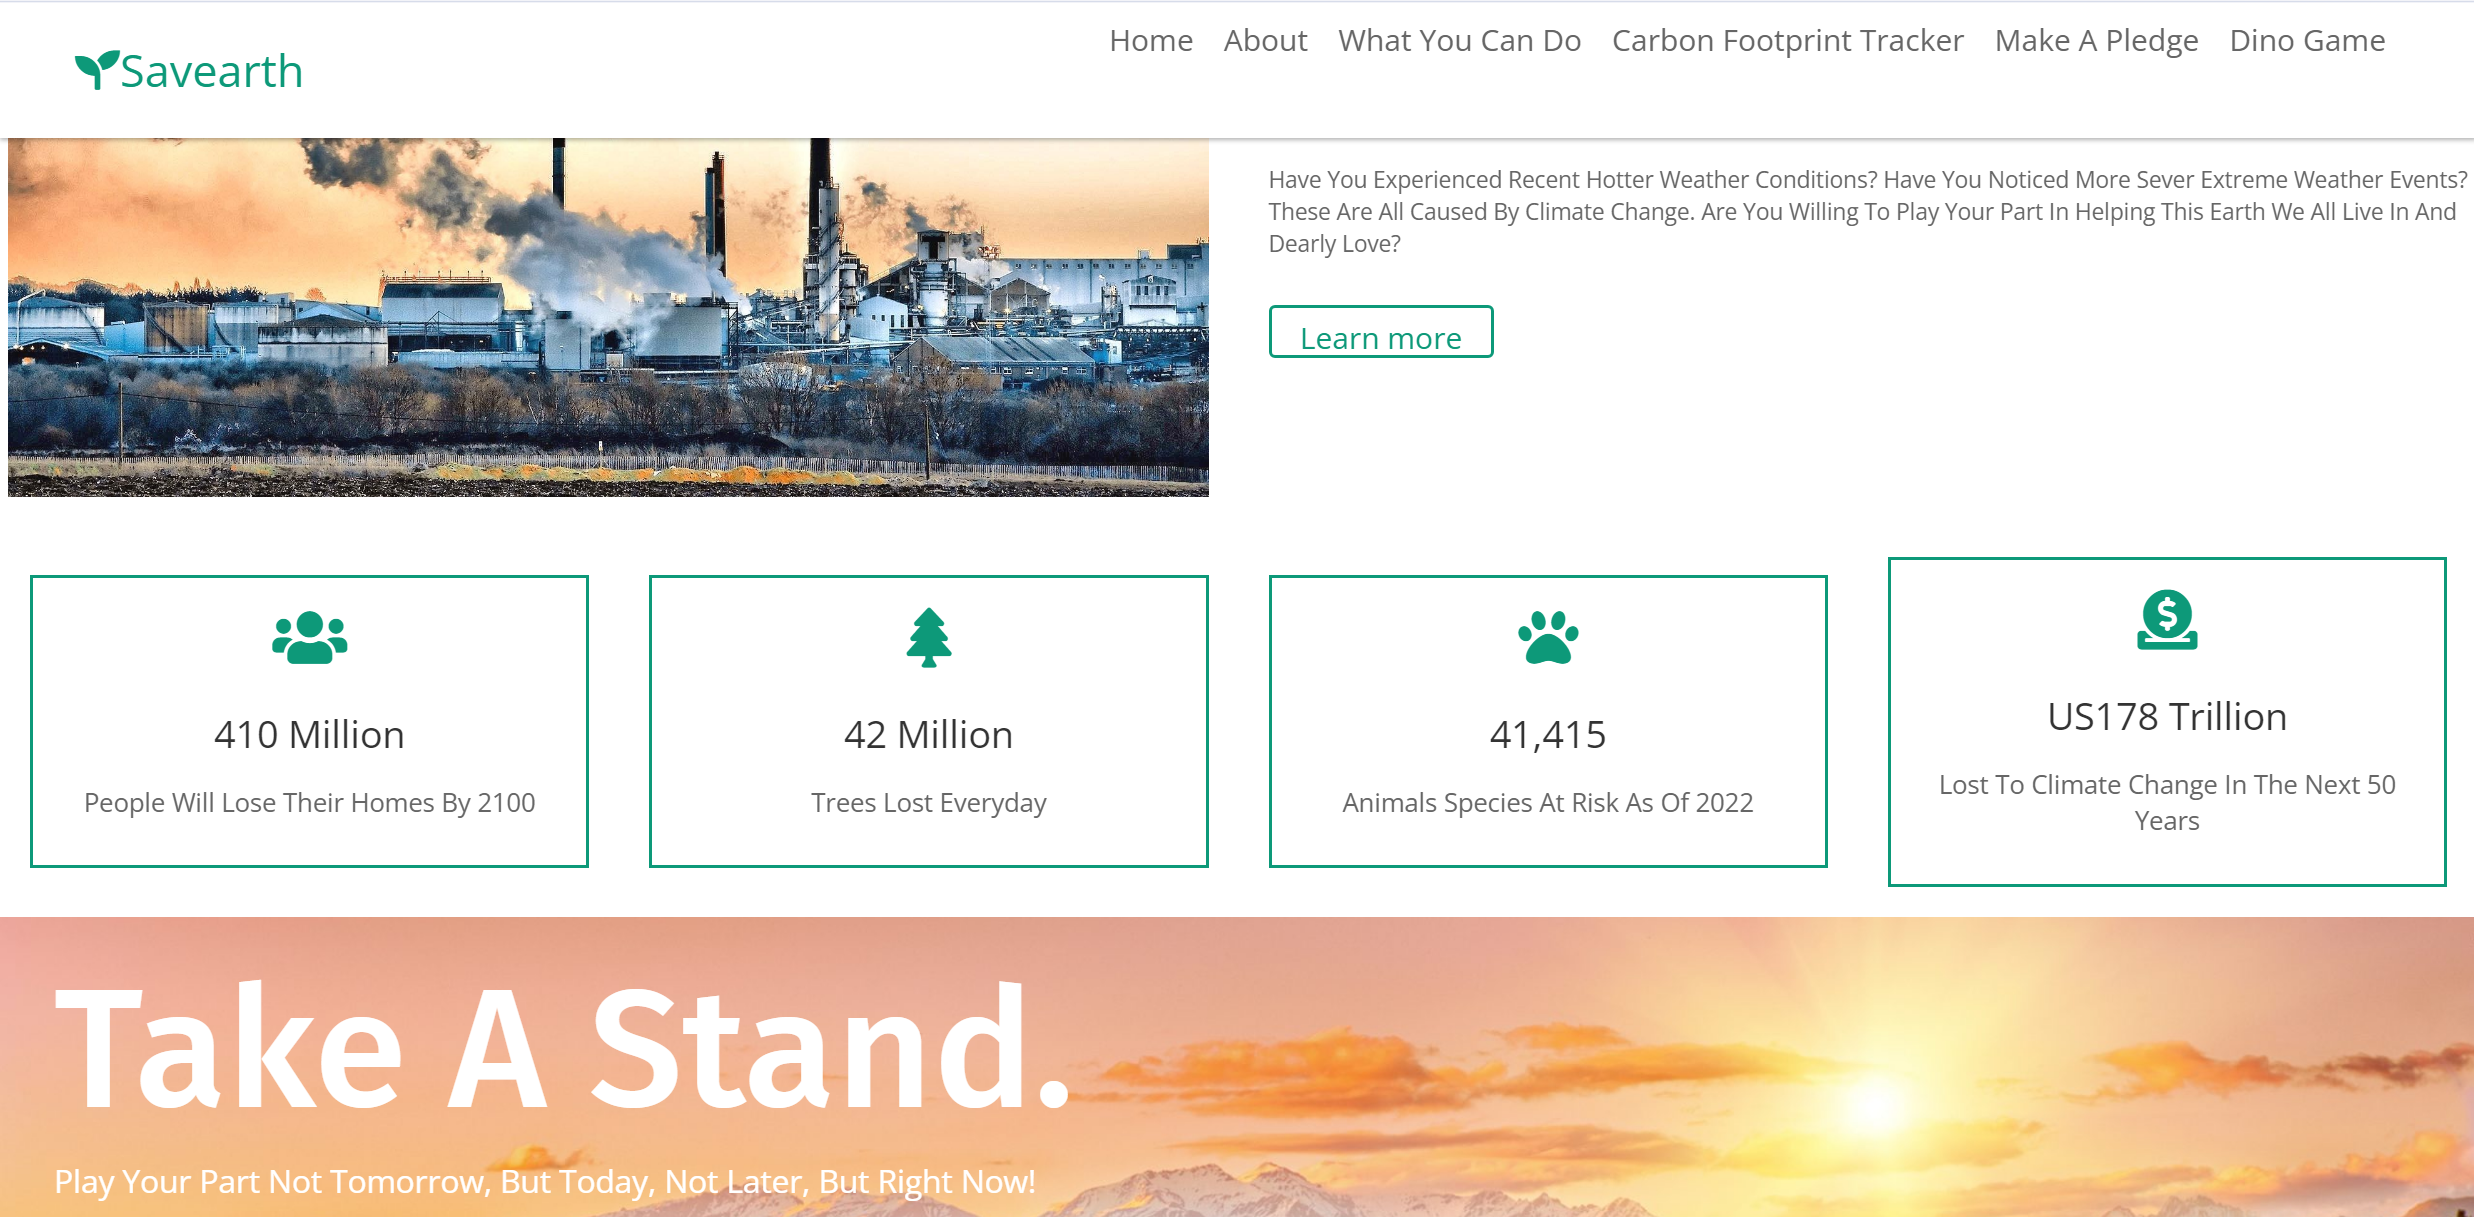 Savearth
Home About What You Can Do Carbon Footprint Tracker Make A Pledge Dino Game
Have You Experienced Recent Hotter Weather Conditions? Have You Noticed More Sever Extreme Weather Events?
These Are All Caused By Climate Change. Are You Willing To Play Your Part In Helping This Earth We All Live In And
Dearly Love?
Learn more
410 Million
People Will Lose Their Homes By 2100
42 Million
Trees Lost Everyday
41,415
Animals Species At Risk As Of 2022
US178 Trillion
Lost To Climate Change In The Next 50
Years
Take A Stand.
Play Your Part Not Tomorrow, But Today, Not Later, But Right Now!